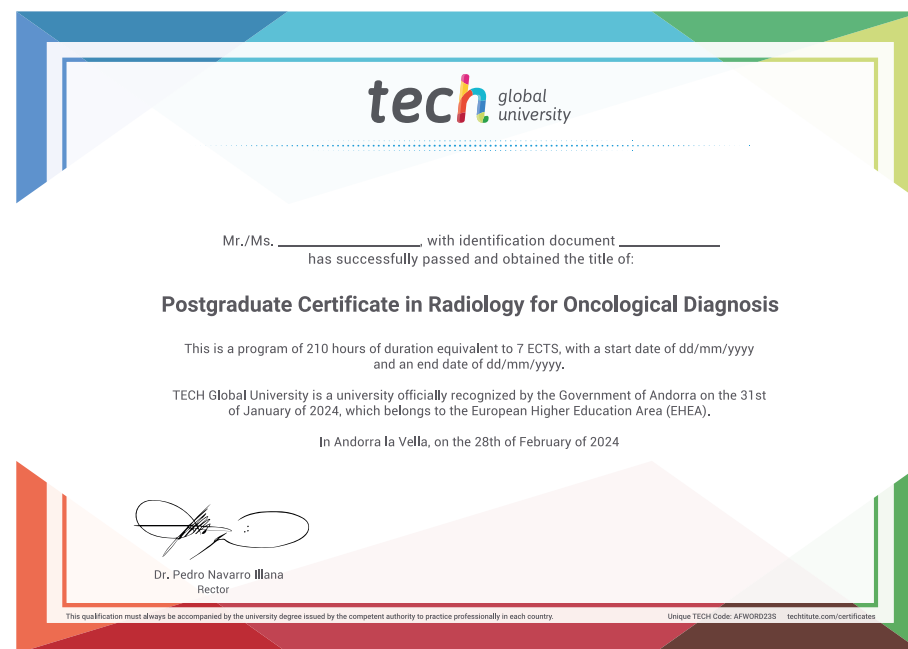 tech global university
Mr./Ms. ____________________, with identification document ______________
has successfully passed and obtained the title of:
Postgraduate Certificate in Radiology for Oncological Diagnosis
This is a program of 210 hours of duration equivalent to 7 ECTS, with a start date of dd/mm/yyyy
and an end date of dd/mm/yyyy.
TECH Global University is a university officially recognized by the Government of Andorra on the 31st
of January of 2024, which belongs to the European Higher Education Area (EHEA).
In Andorra la Vella, on the 28th of February of 2024
Dr. Pedro Navarro Illana
Rector
This qualification must always be accompanied by the university degree issued by the competent authority to practice professionally in each country. Unique TECH Code: AFWORD23S techtitute.com/certificates